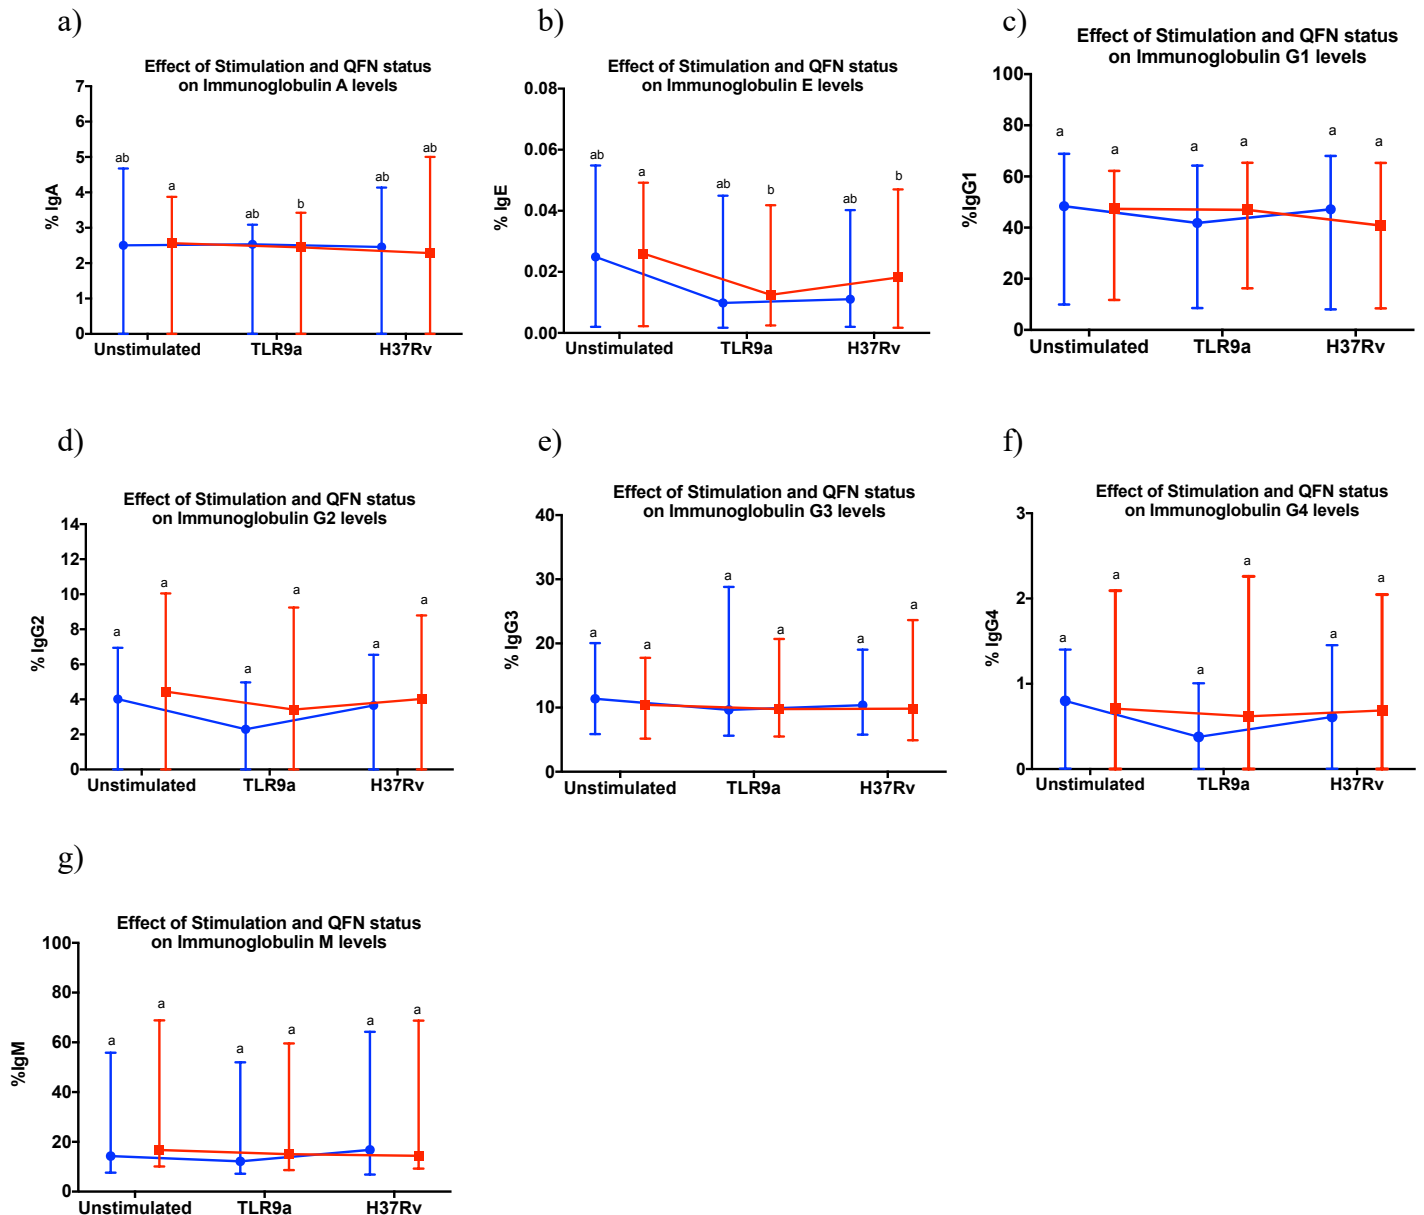 a)
Effect of Stimulation and QFN status
on Immunoglobulin A levels
% IgA
7
6
5
4
3
2
1
0
ab
a
ab
b
ab
ab
Unstimulated TLR9a H37Rv
b)
Effect of Stimulation and QFN status
on Immunoglobulin E levels
% IgE
0.08
0.06
0.04
0.02
0.00
ab
a
ab
b
ab
b
Unstimulated TLR9a H37Rv
c)
Effect of Stimulation and QFN status
on Immunoglobulin G1 levels
%IgG1
100
80
60
40
20
0
a
a
a
a
a
a
Unstimulated TLR9a H37Rv
d)
Effect of Stimulation and QFN status
on Immunoglobulin G2 levels
% IgG2
14
12
10
8
6
4
2
0
a
a
a
a
a
a
Unstimulated TLR9a H37Rv
e)
Effect of Stimulation and QFN status
on Immunoglobulin G3 levels
% IgG3
40
30
20
10
0
a
a
a
a
a
a
Unstimulated TLR9a H37Rv
f)
Effect of Stimulation and QFN status
on Immunoglobulin G4 levels
% IgG4
3
2
1
0
a
a
a
a
a
a
Unstimulated TLR9a H37Rv
g)
Effect of Stimulation and QFN status
on Immunoglobulin M levels
%IgM
100
80
60
40
20
0
a
a
a
a
a
a
Unstimulated TLR9a H37Rv